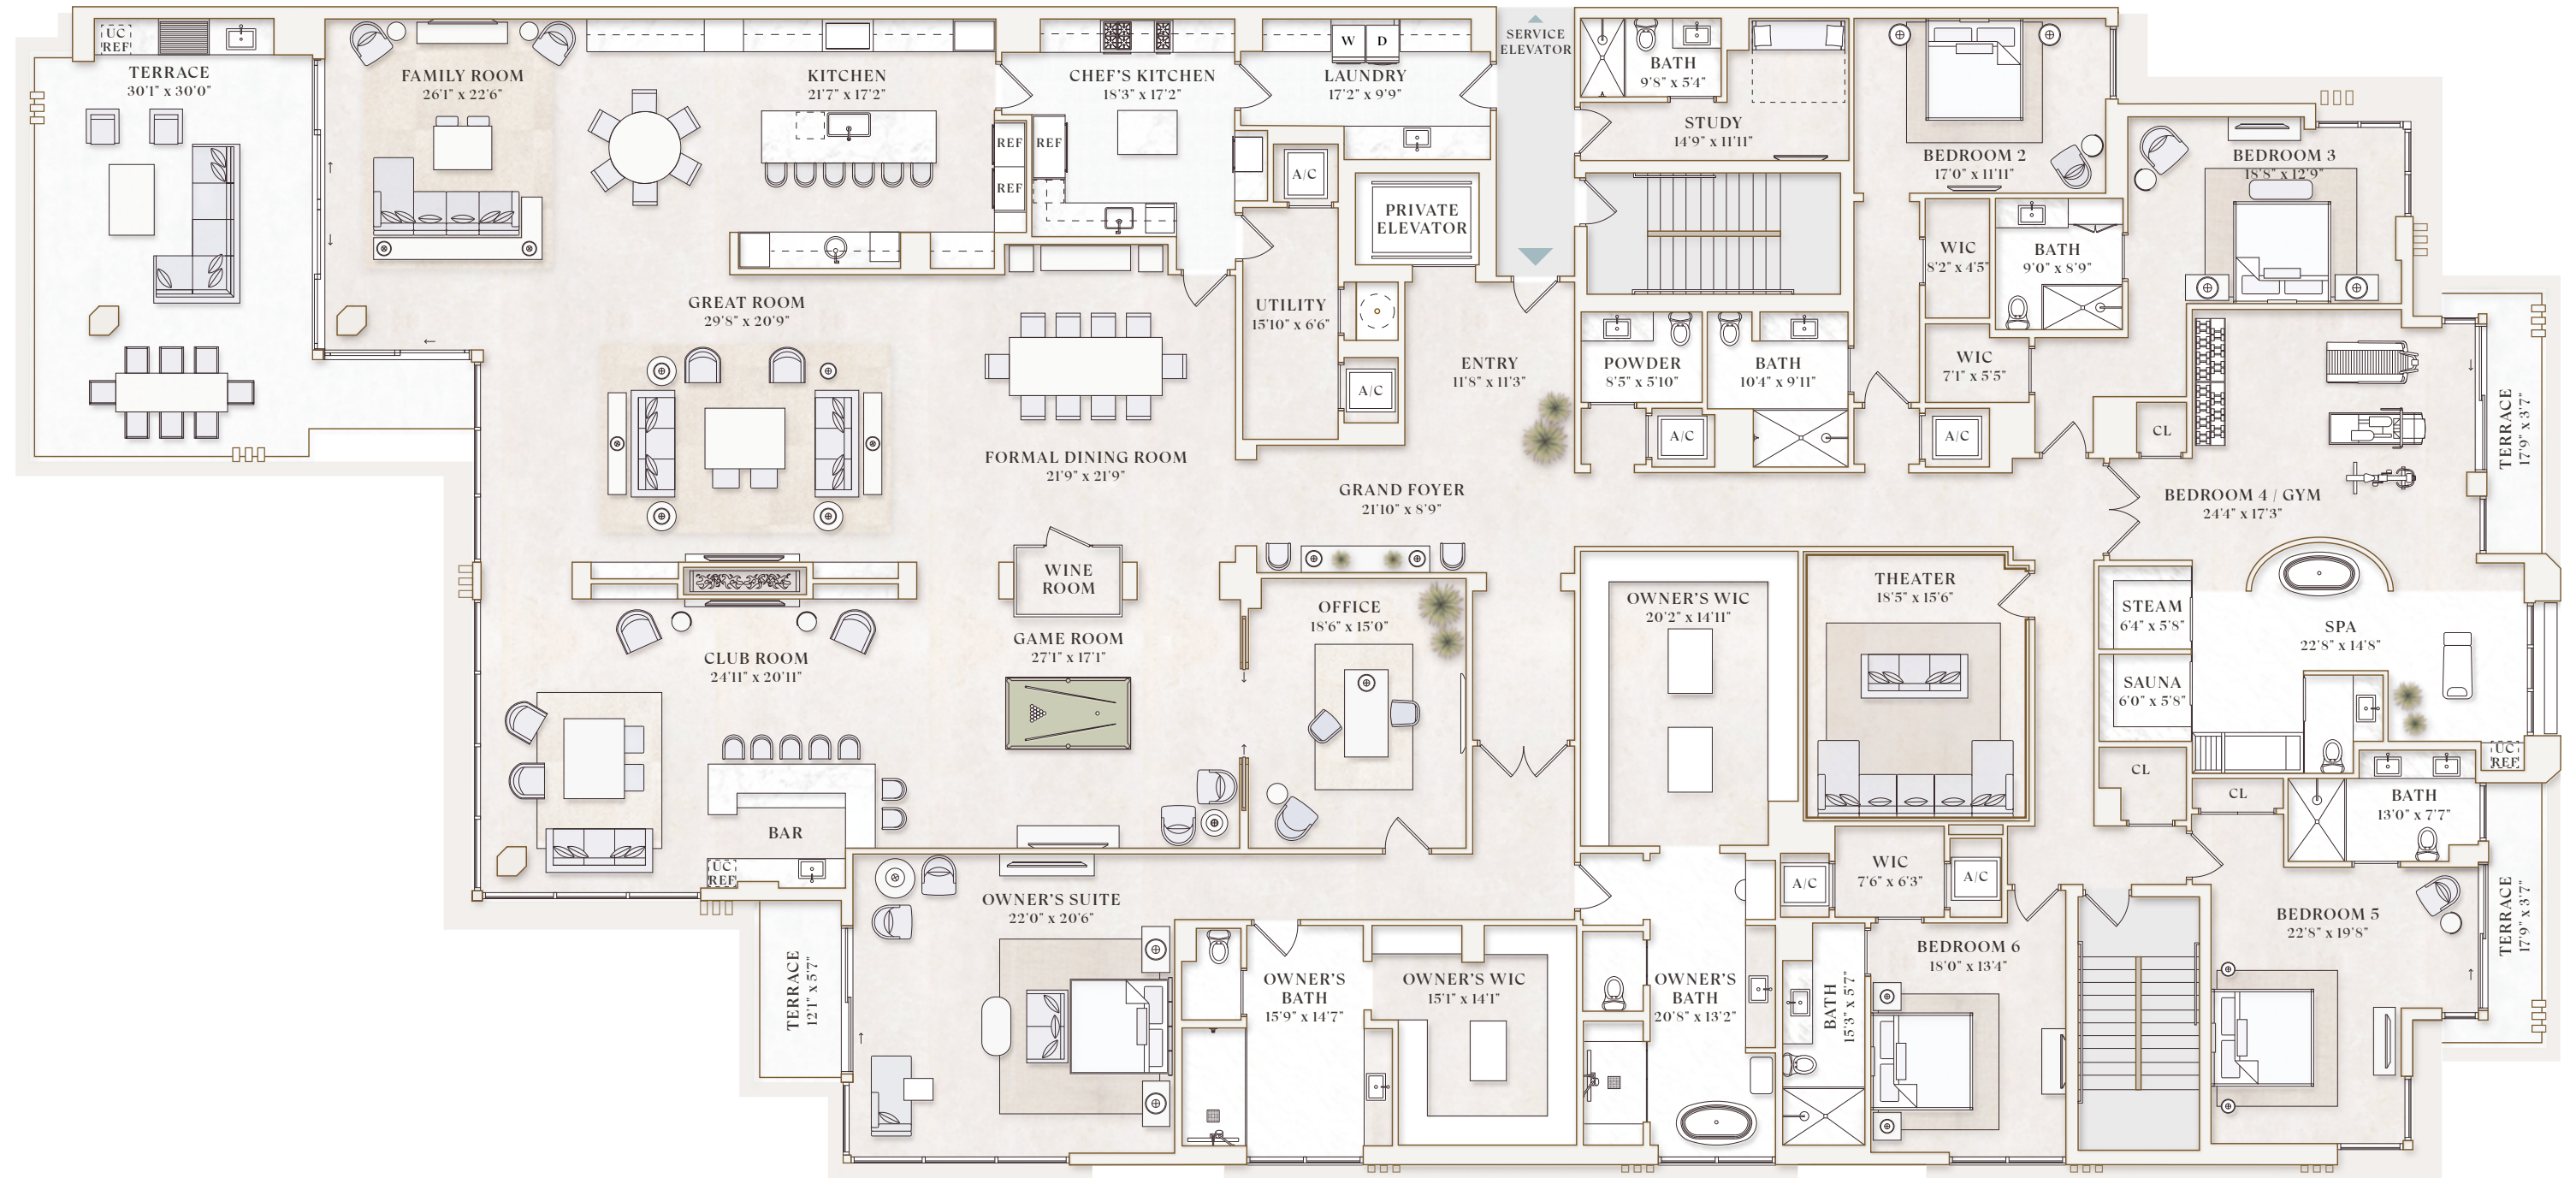 UC
REF
TERRACE
30'1" x 30'0"
FAMILY ROOM
26'1" x 22'6"
KITCHEN
21'7" x 17'2"
REF
REF
CHEF'S KITCHEN
18'3" x 17'2"
REF
LAUNDRY
17'2" x 9'9"
W D
SERVICE
ELEVATOR
BATH
9'8" x 5'4"
STUDY
14'9" x 11'11"
BEDROOM 2
17'0" x 11'11"
BEDROOM 3
18'8" x 12'9"
A/C
PRIVATE
ELEVATOR
WIC
8'2" x 4'5"
BATH
9'0" x 8'9"
GREAT ROOM
29'8" x 20'9"
UTILITY
15'10" x 6'6"
A/C
ENTRY
11'8" x 11'3"
POWDER
8'5" x 5'10"
BATH
10'4" x 9'11"
WIC
7'1" x 5'5"
A/C
A/C
CL
TERRACE
17'9" x 3'7"
FORMAL DINING ROOM
21'9" x 21'9"
GRAND FOYER
21'10" x 8'9"
BEDROOM 4 / GYM
24'4" x 17'3"
WINE
ROOM
OFFICE
18'6" x 15'0"
OWNER'S WIC
20'2" x 14'11"
THEATER
18'5" x 15'6"
STEAM
6'4" x 5'8"
SPA
22'8" x 14'8"
SAUNA
6'0" x 5'8"
CLUB ROOM
24'11" x 20'11"
GAME ROOM
27'1" x 17'1"
UC
REF
CL
CL
BATH
13'0" x 7'7"
BAR
UC
REF
A/C
WIC
7'6" x 6'3"
A/C
OWNER'S SUITE
22'0" x 20'6"
BEDROOM 5
22'8" x 19'8"
TERRACE
17'9" x 3'7"
TERRACE
12'1" x 5'7"
OWNER'S
BATH
15'9" x 14'7"
OWNER'S WIC
15'1" x 14'1"
OWNER'S
BATH
20'8" x 13'2"
BATH
15'3" x 5'7"
BEDROOM 6
18'0" x 13'4"